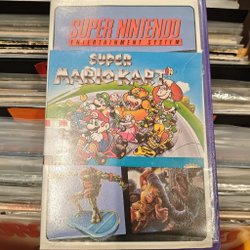 SUPER NINTENDO
ENTERTAINMENT SYSTEM
SUPER
MARIO KART